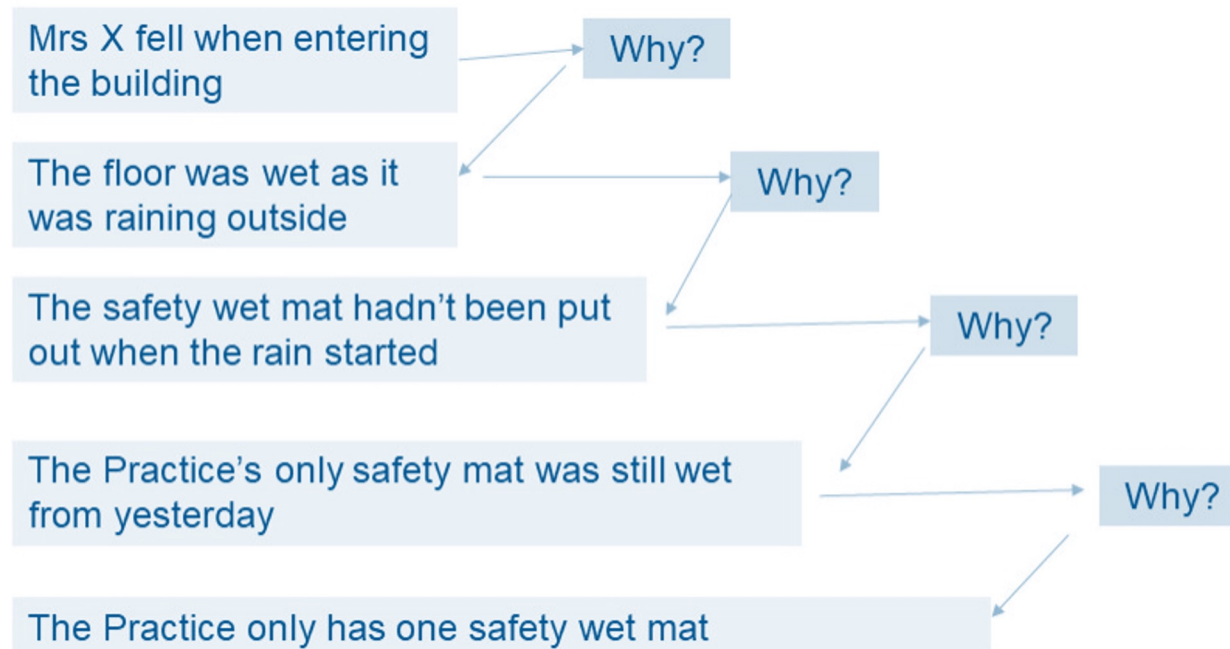 Mrs X fell when entering
the building
Why?
The floor was wet as it
was raining outside
Why?
The safety wet mat hadn't been put
out when the rain started
Why?
The Practice's only safety mat was still wet
from yesterday
Why?
The Practice only has one safety wet mat